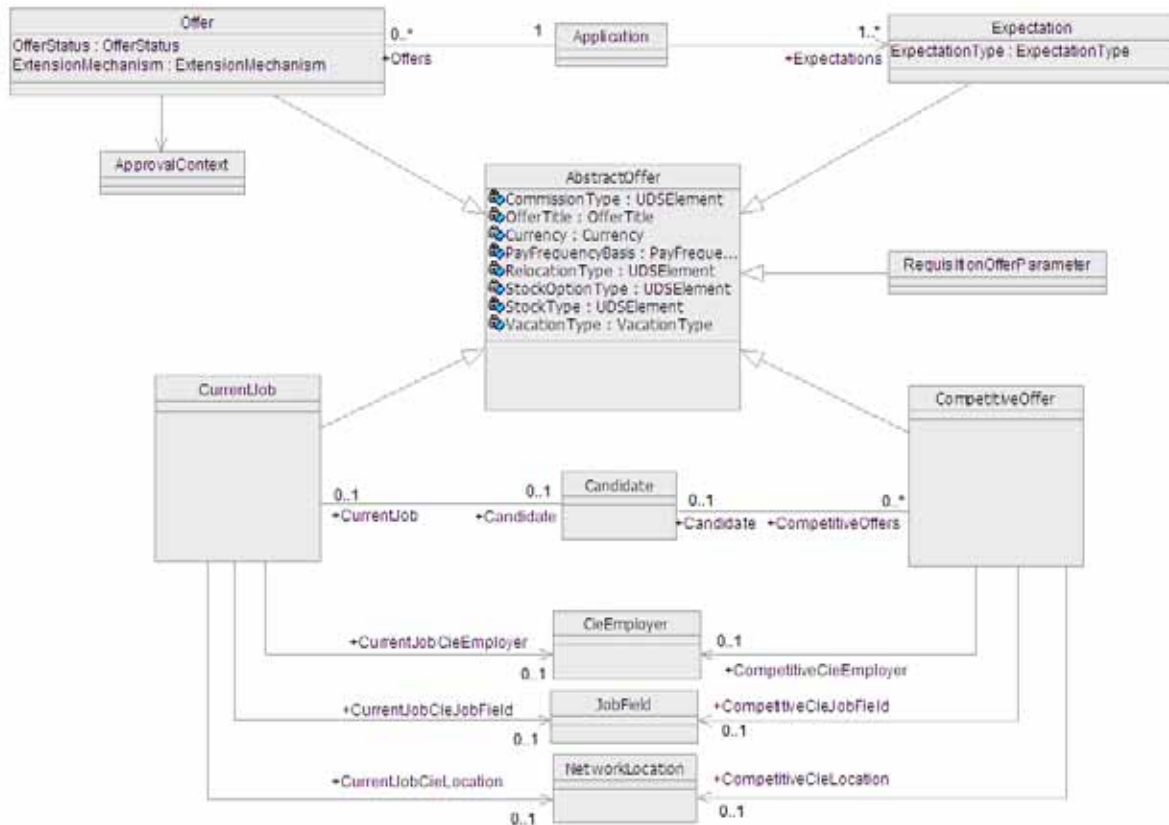 Offer
OfferStatus : OfferStatus
ExtensionMechanism : ExtensionMechanism
0..*
+Offers
1
Application
1..*
+Expectations
Expectation
ExpectationType : ExpectationType
ApprovalContext
AbstractOffer
CommissionType : UDSElement
OfferTitle : OfferTitle
Currency : Currency
PayFrequencyBasis : PayFreque...
RelocationType : UDSElement
StockOptionType : UDSElement
StockType : UDSElement
VacationType : VacationType
RequisitionOfferParameter
CurrentJob
CompetitiveOffer
0..1
+CurrentJob
0..1
+Candidate
Candidate
0..1
+Candidate
0..*
+CompetitiveOffers
CieEmployer
+CurrentJobCieEmployer
0..1
0..1
+CompetitiveCieEmployer
JobField
+CurrentJobCieJobField
0..1
+CompetitiveCieJobField
0..1
NetworkLocation
+CurrentJobCieLocation
0..1
+CompetitiveCieLocation
0..1